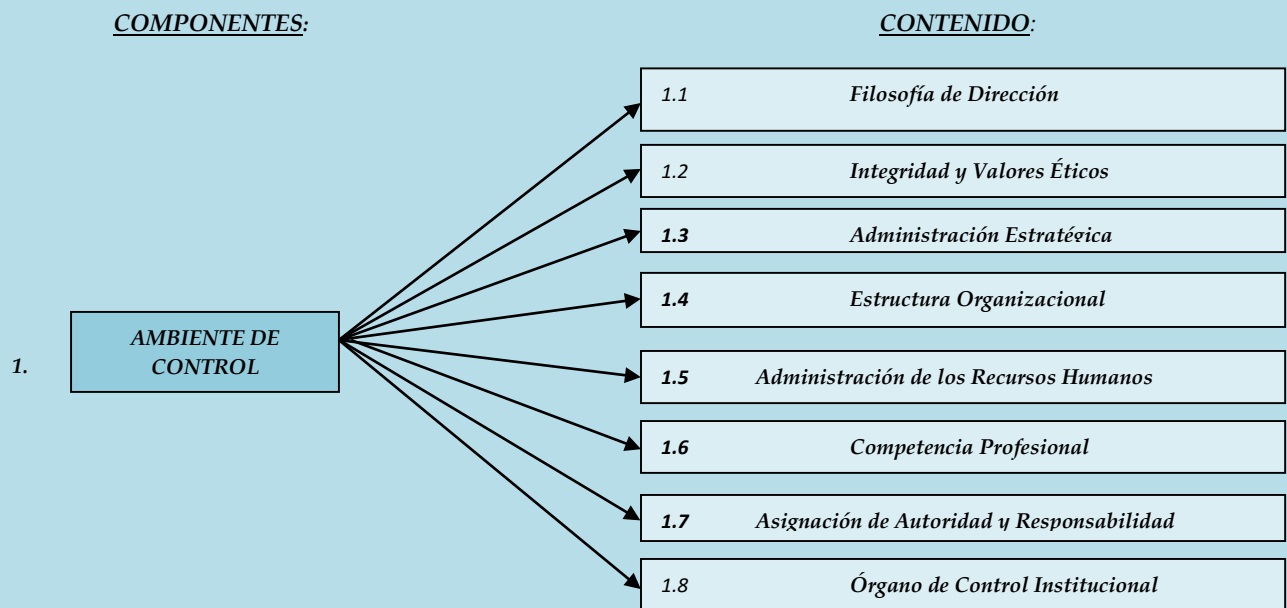 COMPONENTES:
CONTENIDO:
1.1 Filosofía de Dirección
1.2 Integridad y Valores Éticos
1.3 Administración Estratégica
1.4 Estructura Organizacional
1. AMBIENTE DE
CONTROL
1.5 Administración de los Recursos Humanos
1.6 Competencia Profesional
1.7 Asignación de Autoridad y Responsabilidad
1.8 Órgano de Control Institucional